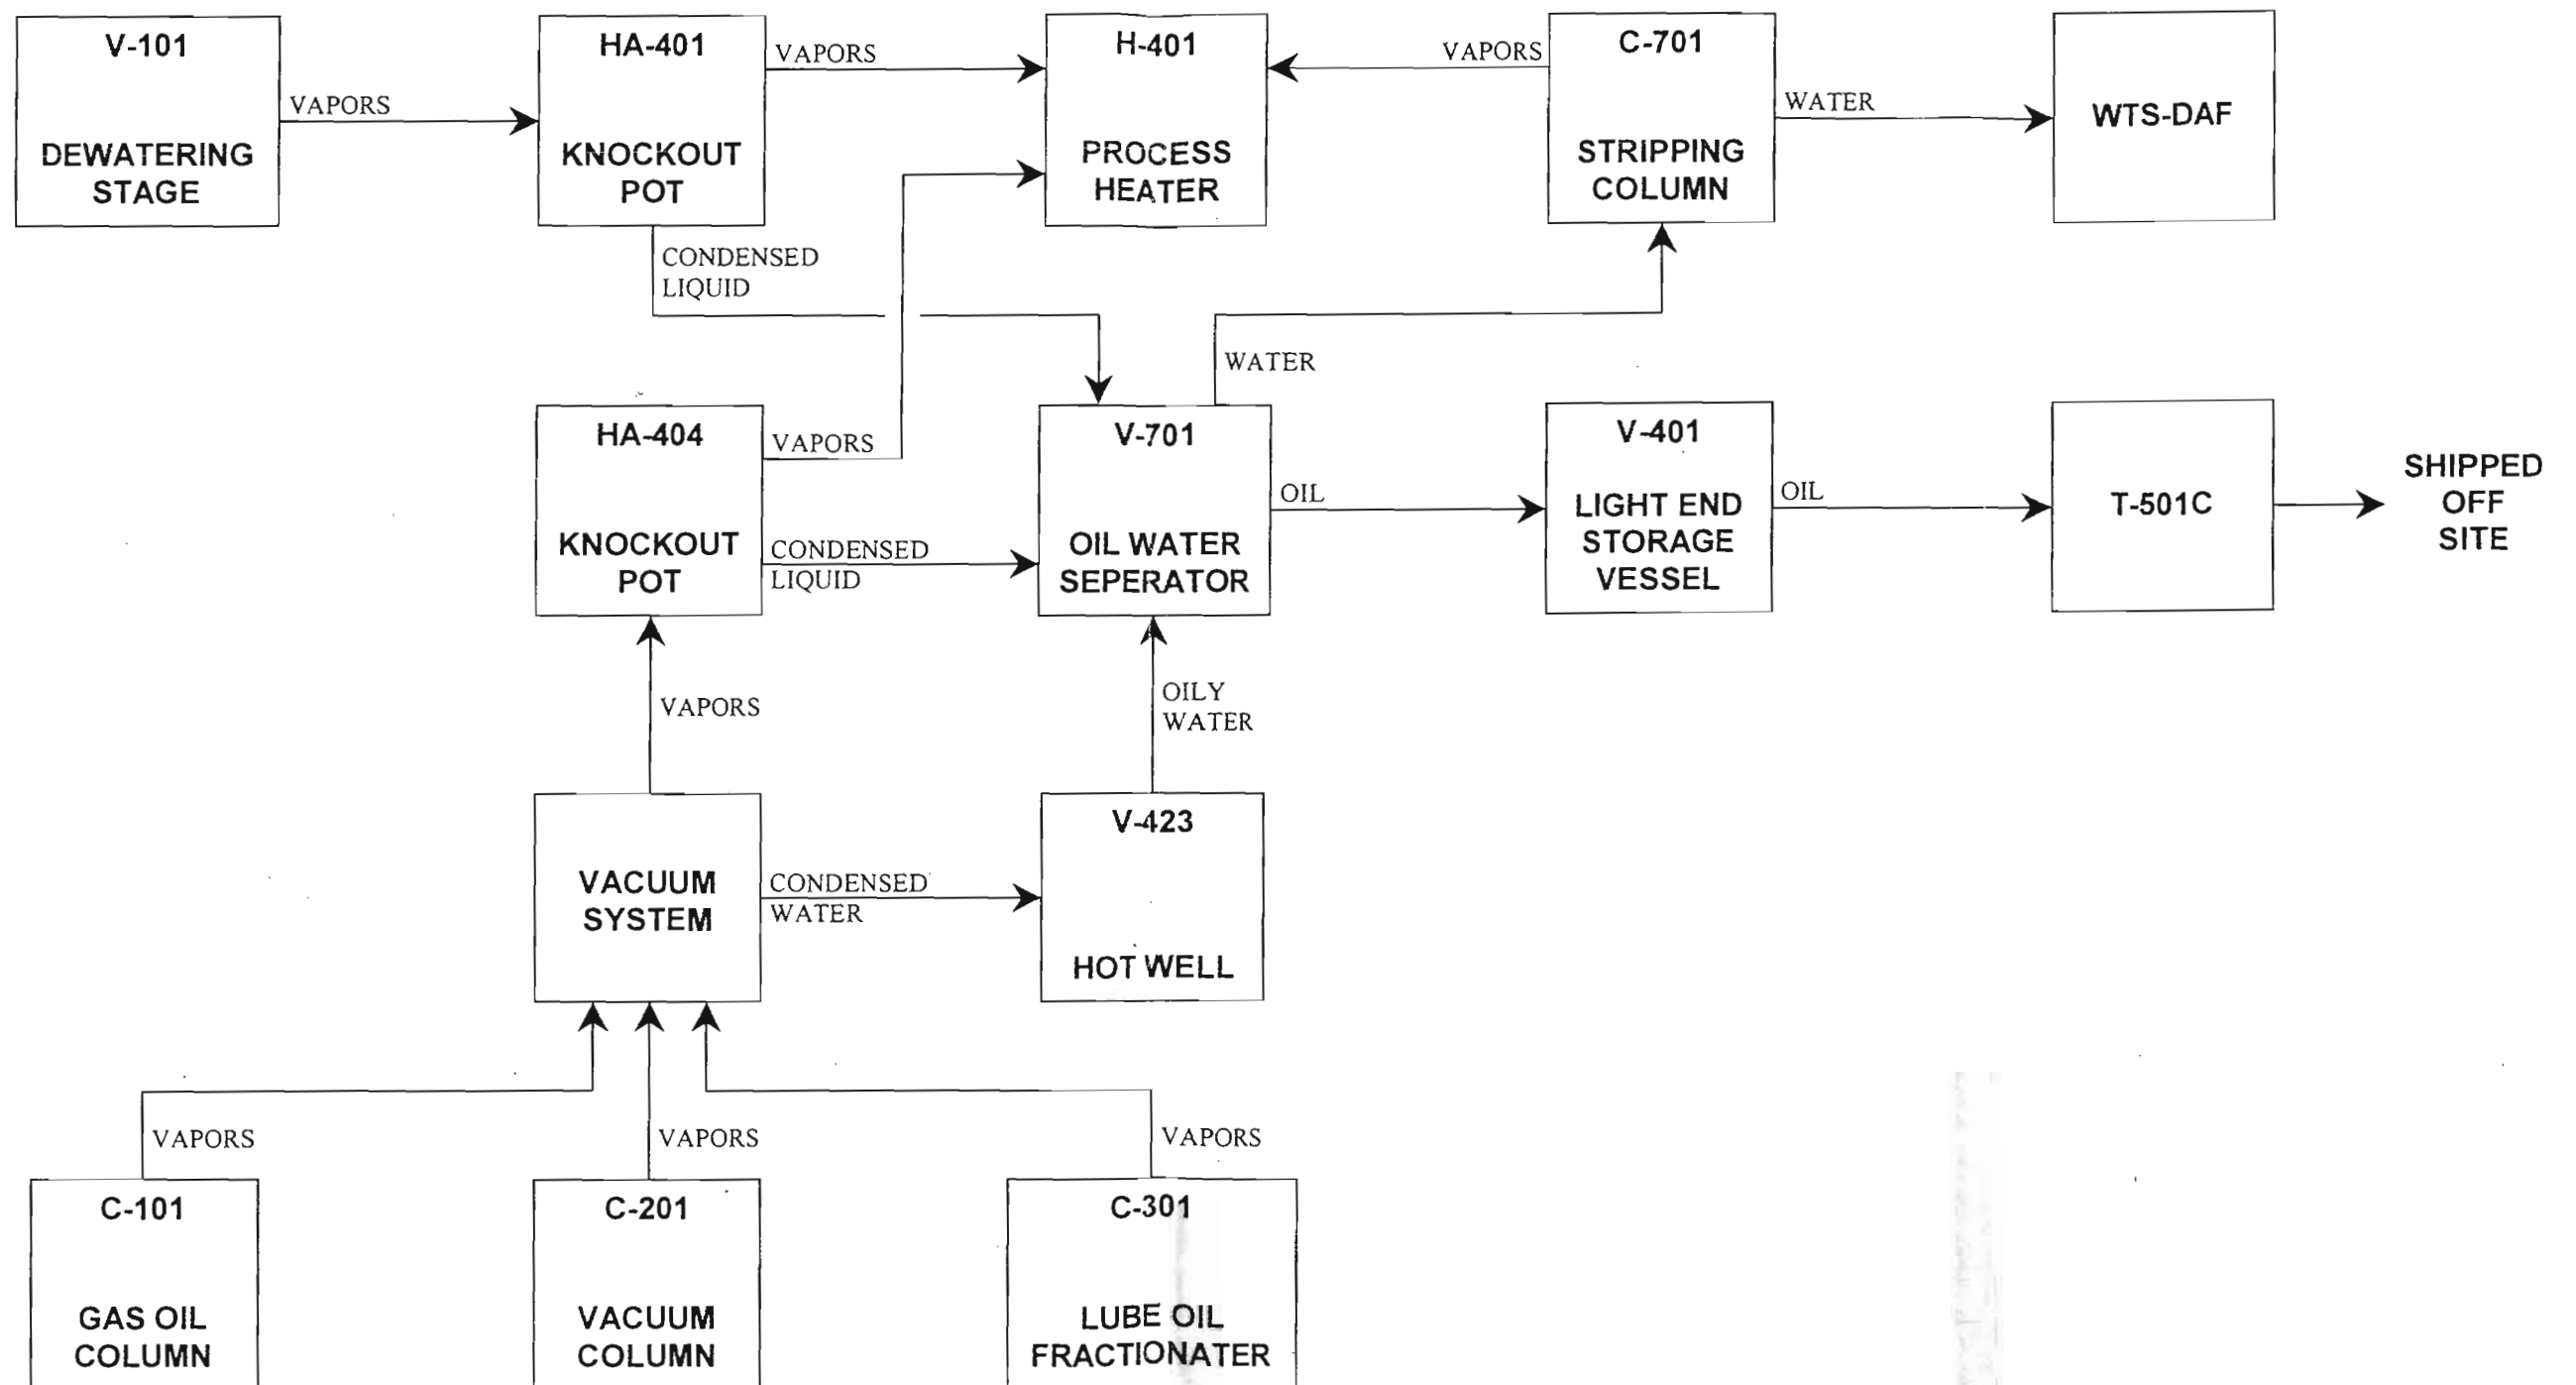 V-101
DEWATERING
STAGE
VAPORS
HA-401
KNOCKOUT
POT
VAPORS
H-401
PROCESS
HEATER
VAPORS
C-701
STRIPPING
COLUMN
WATER
WTS-DAF
CONDENSED
LIQUID
WATER
HA-404
KNOCKOUT
POT
VAPORS
CONDENSED
LIQUID
V-701
OIL WATER
SEPERATOR
OIL
V-401
LIGHT END
STORAGE
VESSEL
OIL
T-501C
SHIPPED
OFF
SITE
VAPORS
OILY
WATER
VACUUM
SYSTEM
CONDENSED
WATER
V-423
HOT WELL
VAPORS
VAPORS
VAPORS
C-101
GAS OIL
COLUMN
C-201
VACUUM
COLUMN
C-301
LUBE OIL
FRACTIONATER